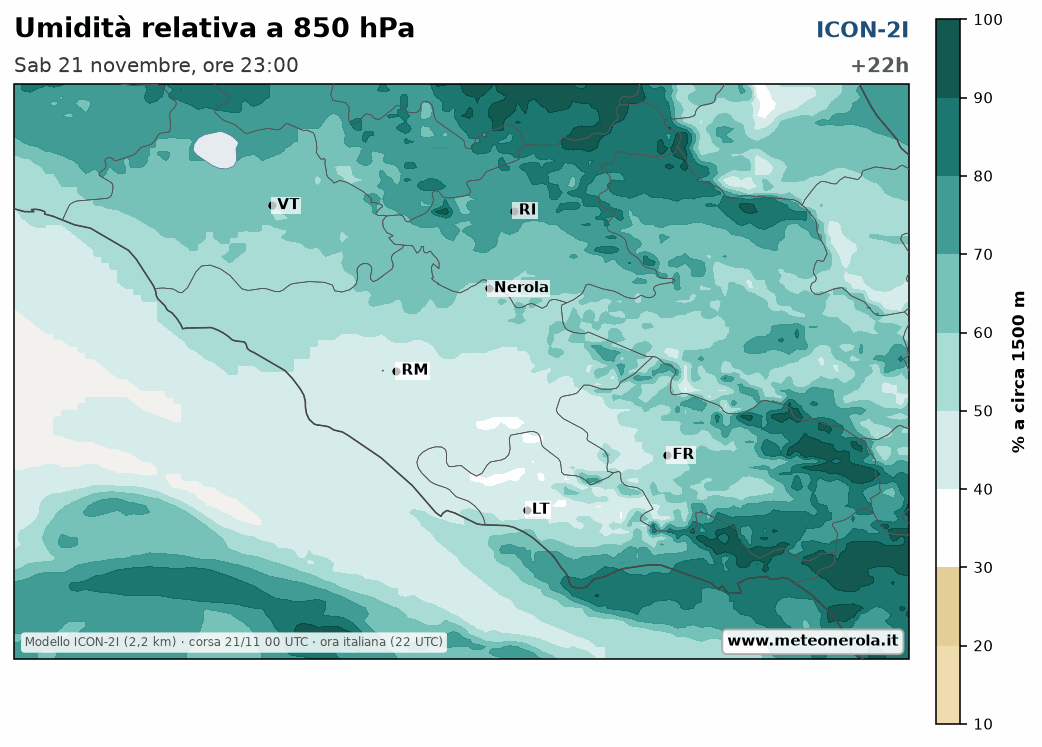 Umidità relativa a 850 hPa
ICON-2I
Sab 21 novembre, ore 23:00
+22h
VT
RI
Nerola
RM
FR
LT
Modello ICON-2I (2,2 km) · corsa 21/11 00 UTC · ora italiana (22 UTC)
www.meteonerola.it
100
90
80
70
60
50
40
30
20
10
% a circa 1500 m